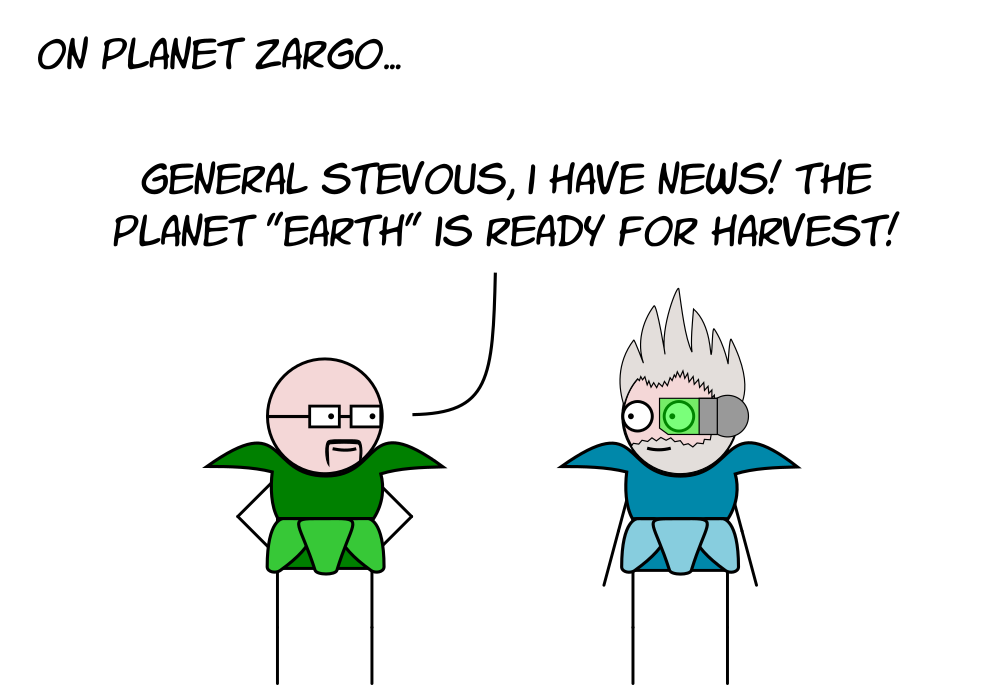 ON PLANET ZARGO...
GENERAL STEVOUS, I HAVE NEWS! THE
PLANET "EARTH" IS READY FOR HARVEST!